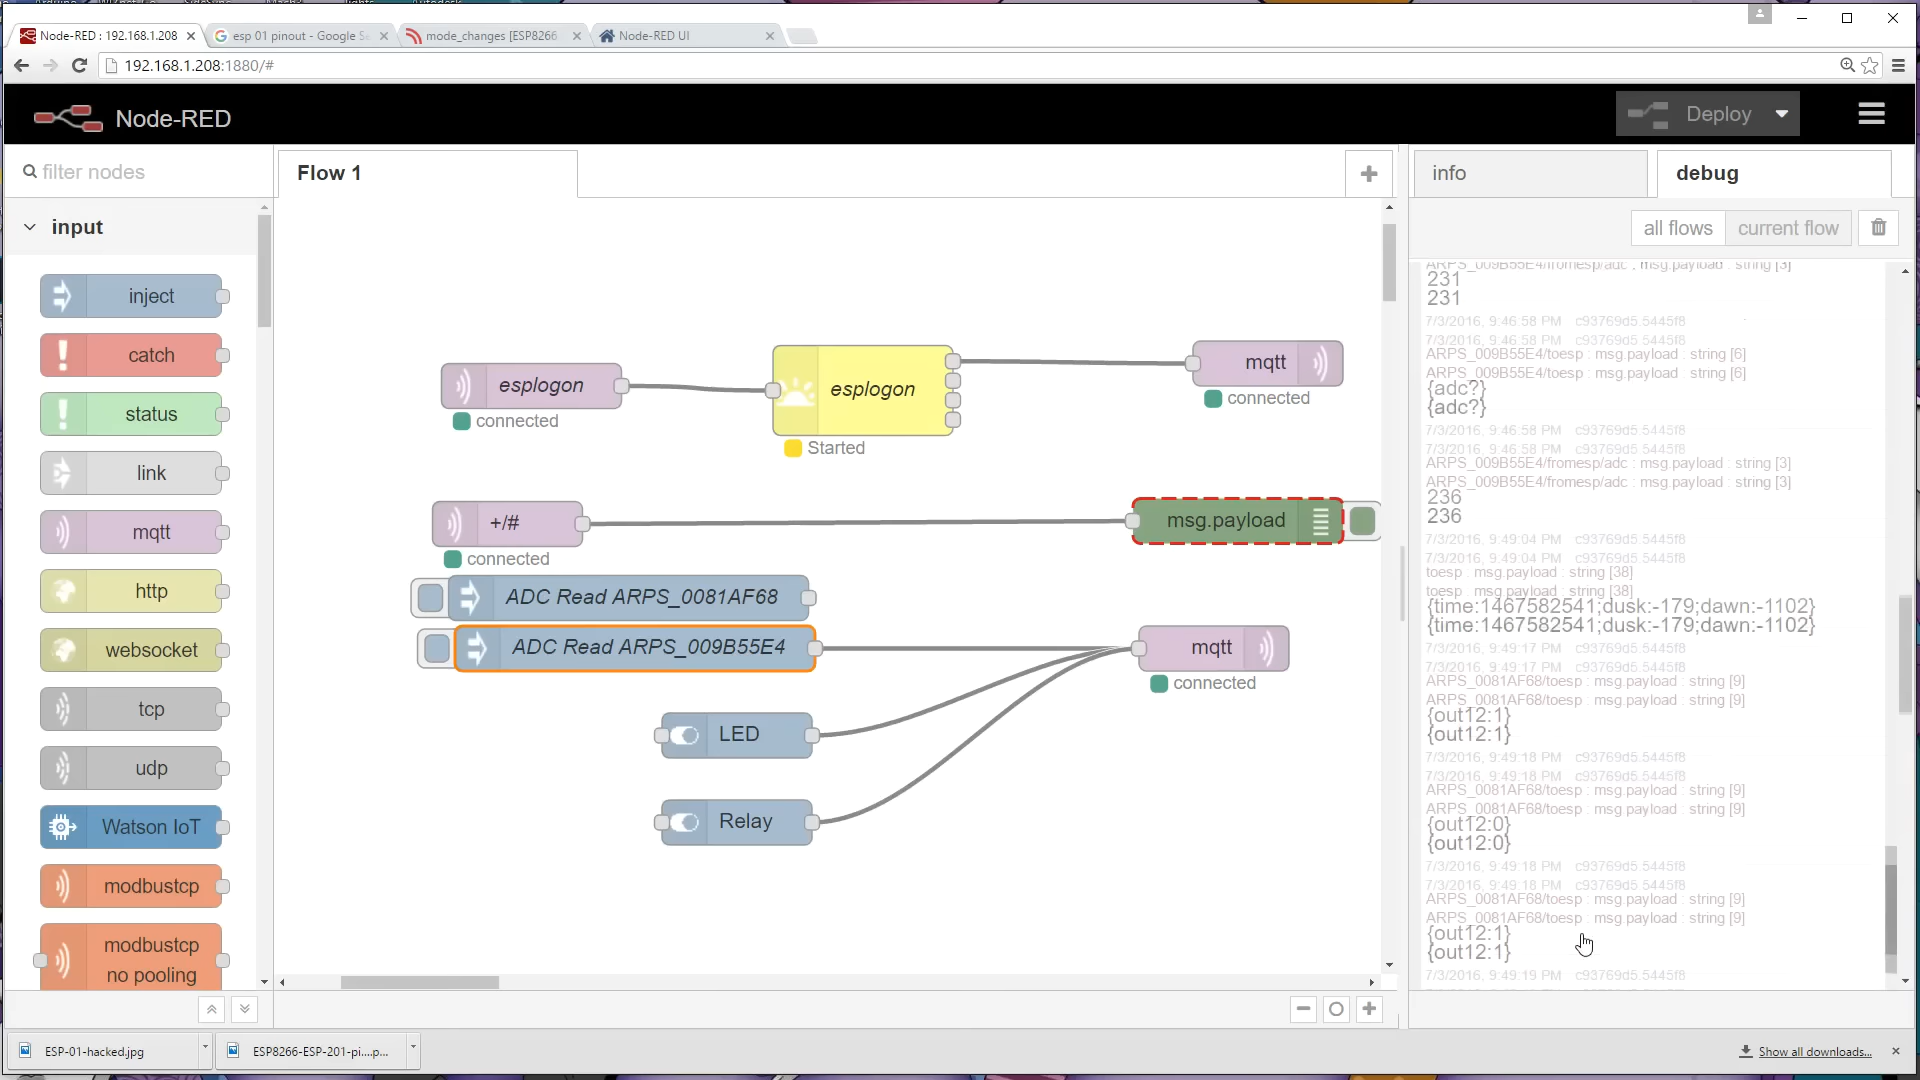 Node-RED : 192.168.1.208
esp 01 pinout - Google Se
mode_changes [ESP8266
Node-RED UI
192.168.1.208:1880/#
Node-RED
Deploy
filter nodes
Flow 1
info
debug
input
all flows
current flow
inject
catch
status
link
mqtt
http
websocket
tcp
udp
Watson IoT
modbustcp
modbustcp
no pooling
esplogon
connected
esplogon
Started
mqtt
connected
+/#
connected
msg.payload
ADC Read ARPS_0081AF68
ADC Read ARPS_009B55E4
mqtt
connected
LED
Relay
ARPS_009B55E4/fromesp/adc : msg.payload : string [3]
231
231
7/3/2016, 9:46:58 PM c93769d5.5445f8
7/3/2016, 9:46:58 PM c93769d5.5445f8
ARPS_009B55E4/toesp : msg.payload : string [6]
ARPS_009B55E4/toesp : msg.payload : string [6]
{adc?}
{adc?}
7/3/2016, 9:46:58 PM c93769d5.5445f8
7/3/2016, 9:46:58 PM c93769d5.5445f8
ARPS_009B55E4/fromesp/adc : msg.payload : string [3]
ARPS_009B55E4/fromesp/adc : msg.payload : string [3]
236
236
7/3/2016, 9:49:04 PM c93769d5.5445f8
7/3/2016, 9:49:04 PM c93769d5.5445f8
toesp : msg.payload : string [38]
toesp : msg.payload : string [38]
{time:1467582541;dusk:-179;dawn:-1102}
{time:1467582541;dusk:-179;dawn:-1102}
7/3/2016, 9:49:17 PM c93769d5.5445f8
7/3/2016, 9:49:17 PM c93769d5.5445f8
ARPS_0081AF68/toesp : msg.payload : string [9]
ARPS_0081AF68/toesp : msg.payload : string [9]
{out12:1}
{out12:1}
7/3/2016, 9:49:18 PM c93769d5.5445f8
7/3/2016, 9:49:18 PM c93769d5.5445f8
ARPS_0081AF68/toesp : msg.payload : string [9]
ARPS_0081AF68/toesp : msg.payload : string [9]
{out12:0}
{out12:0}
7/3/2016, 9:49:18 PM c93769d5.5445f8
7/3/2016, 9:49:18 PM c93769d5.5445f8
ARPS_0081AF68/toesp : msg.payload : string [9]
ARPS_0081AF68/toesp : msg.payload : string [9]
{out12:1}
{out12:1}
7/3/2016, 9:49:19 PM c93769d5.5445f8
ESP-01-hacked.jpg
ESP8266-ESP-201-pi....p...
Show all downloads...